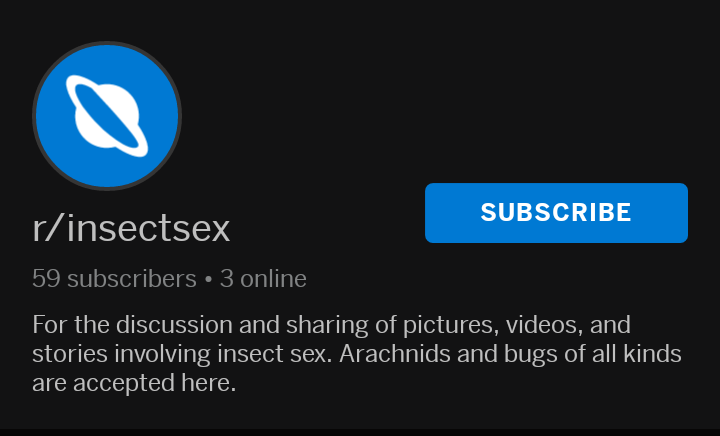 r/insectsex
SUBSCRIBE
59 subscribers • 3 online
For the discussion and sharing of pictures, videos, and
stories involving insect sex. Arachnids and bugs of all kinds
are accepted here.